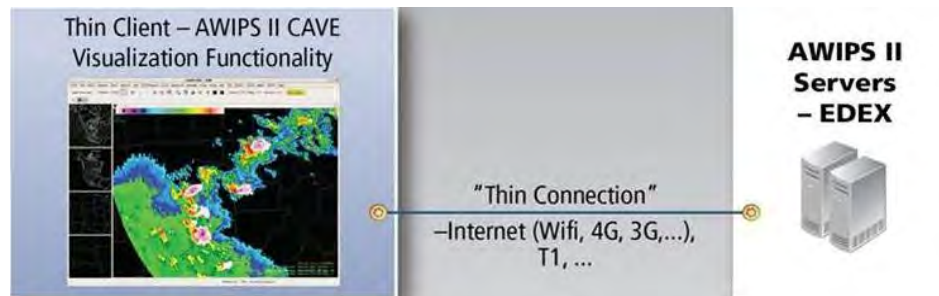 Thin Client – AWIPS II CAVE
Visualization Functionality
"Thin Connection"
–Internet (Wifi, 4G, 3G,...),
T1, ...
AWIPS II
Servers
– EDEX